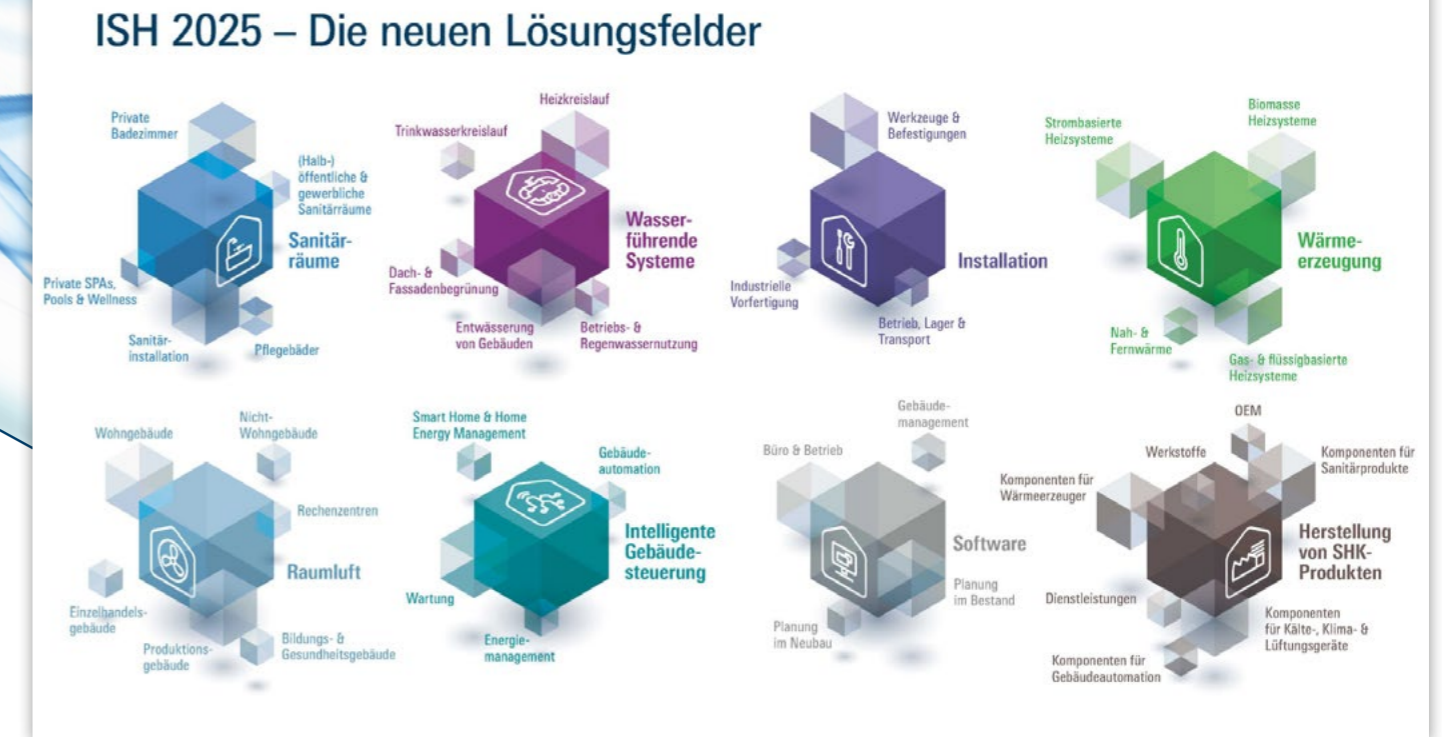 ISH 2025 – Die neuen Lösungsfelder
Private
Badezimmer
(Halb-)
öffentliche &
gewerbliche
Sanitärräume
Sanitär-
räume
Private SPAs,
Pools & Wellness
Sanitär-
installation
Pflegebäder
Heizkreislauf
Trinkwasserkreislauf
Wasser-
führende
Systeme
Dach- &
Fassadenbegrünung
Entwässerung
von Gebäuden
Betriebs- &
Regenwassernutzung
Werkzeuge &
Befestigungen
Installation
Industrielle
Vorfertigung
Betrieb, Lager &
Transport
Biomasse
Heizsysteme
Strombasierte
Heizsysteme
Wärme-
erzeugung
Nah- &
Fernwärme
Gas- & flüssigbasierte
Heizsysteme
Wohngebäude
Nicht-
Wohngebäude
Rechenzentren
Raumluft
Einzelhandels-
gebäude
Produktions-
gebäude
Bildungs- &
Gesundheitsgebäude
Smart Home & Home
Energy Management
Gebäude-
automation
Intelligente
Gebäude-
steuerung
Wartung
Energie-
management
Gebäude-
management
Büro & Betrieb
Software
Planung
im Bestand
Planung
im Neubau
OEM
Werkstoffe
Komponenten für
Sanitärprodukte
Komponenten für
Wärmeerzeuger
Herstellung
von SHK-
Produkten
Dienstleistungen
Komponenten
für Kälte-, Klima- &
Lüftungsgeräte
Komponenten für
Gebäudeautomation